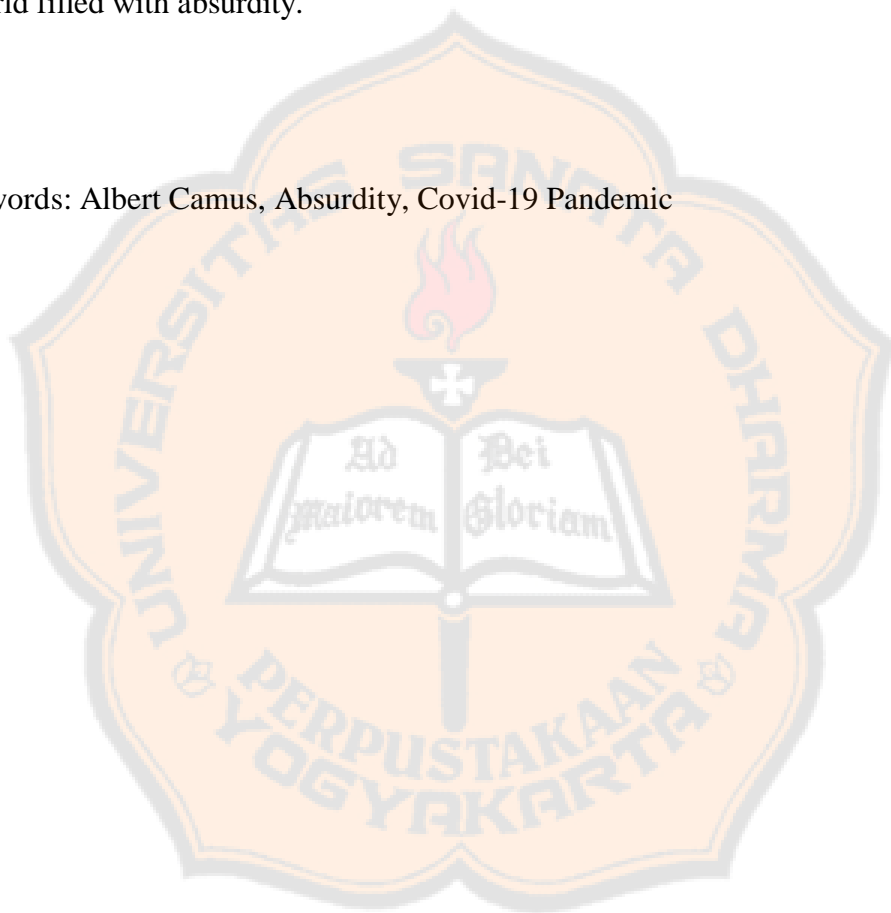 rld filled with absurdity.
words: Albert Camus, Absurdity, Covid-19 Pandemic
UNIVERSITAS SANATA DHARMA
Ad
Maiorem
Dei
Gloriam
PERPUSTAKAAN
YOGYAKARTA